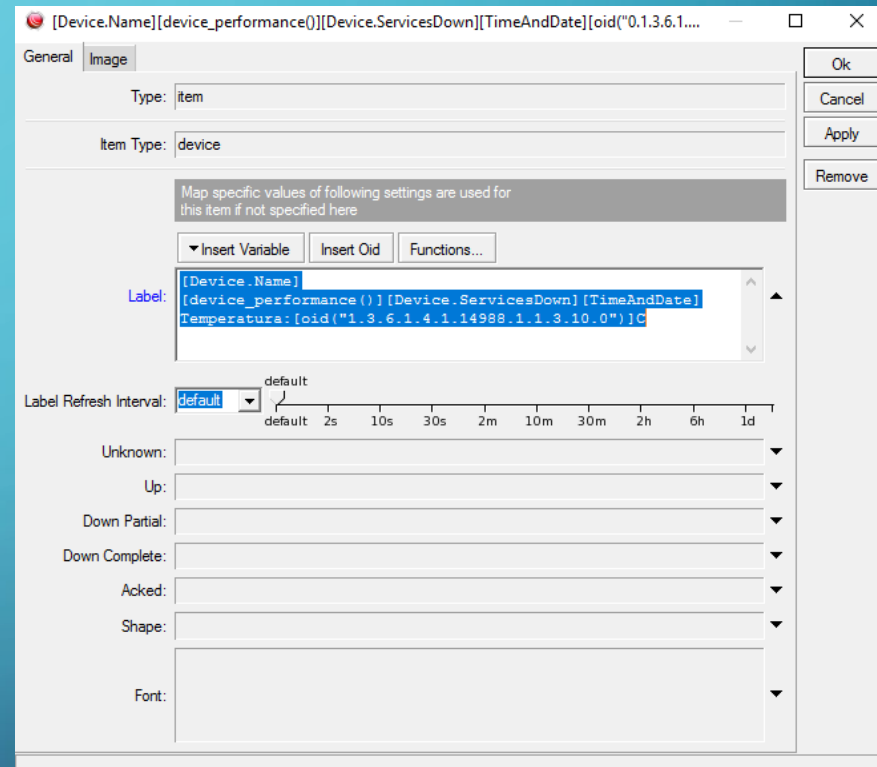 [Device.Name][device_performance()][Device.ServicesDown][TimeAndDate][oid("0.1.3.6.1....
General Image
Ok
Cancel
Apply
Remove
Type: item
Item Type: device
Map specific values of following settings are used for
this item if not specified here
Insert Variable Insert Oid Functions...
Label:
[Device.Name]
[device_performance()][Device.ServicesDown][TimeAndDate]
Temperatura:[oid("1.3.6.1.4.1.14988.1.1.3.10.0")]C
default
Label Refresh Interval: default
default 2s 10s 30s 2m 10m 30m 2h 6h 1d
Unknown:
Up:
Down Partial:
Down Complete:
Acked:
Shape:
Font: